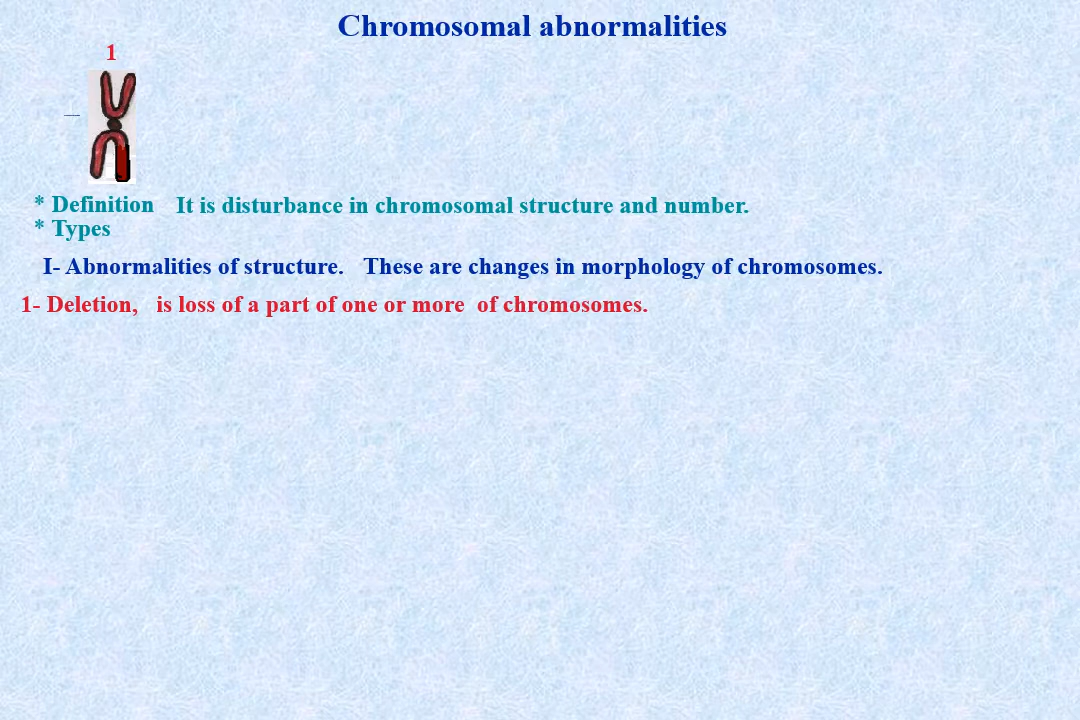 Chromosomal abnormalities
1
* Definition It is disturbance in chromosomal structure and number.
* Types
I- Abnormalities of structure. These are changes in morphology of chromosomes.
1- Deletion, is loss of a part of one or more of chromosomes.